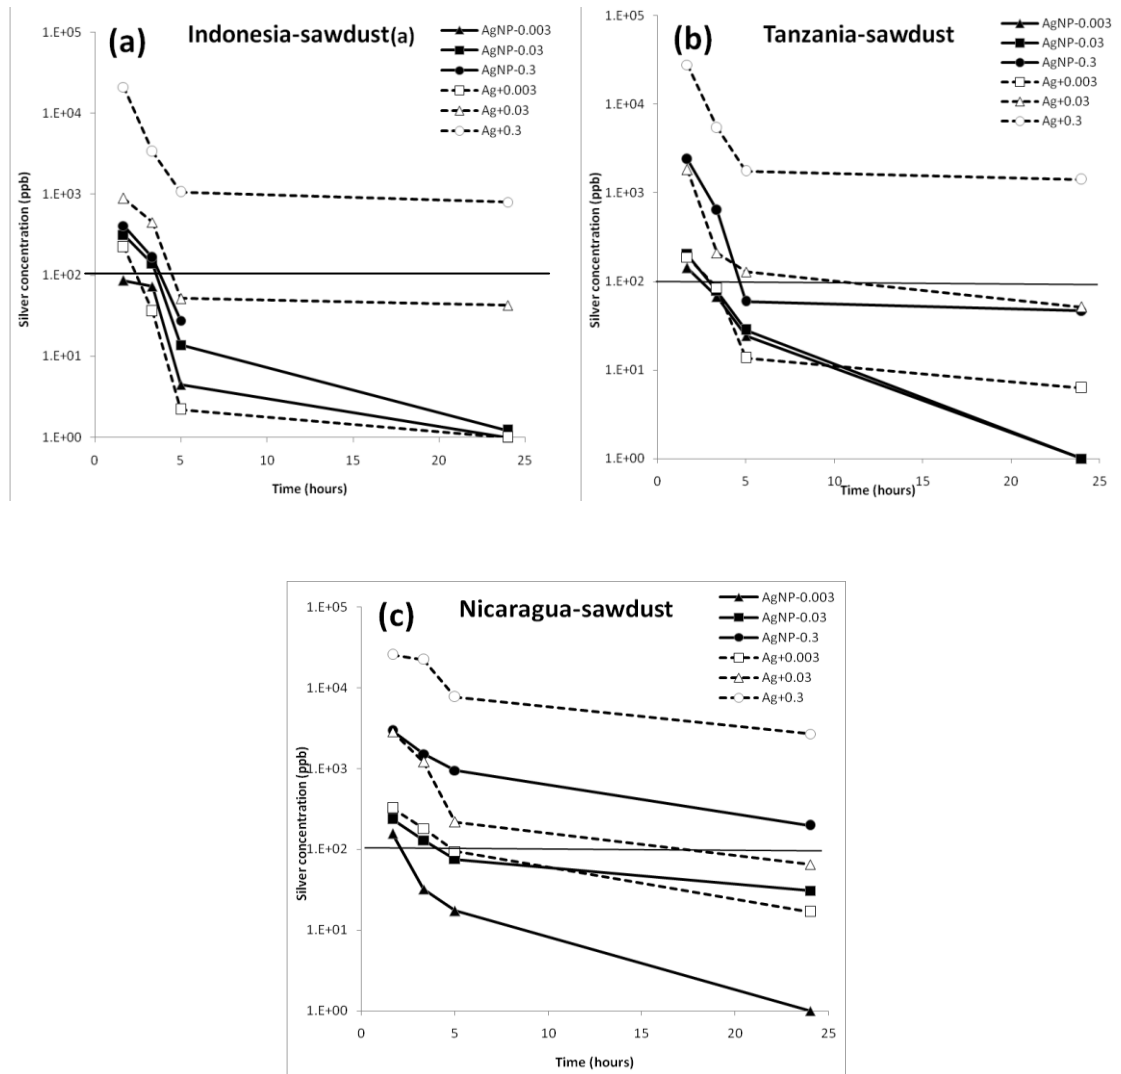 (a) Indonesia-sawdust(a)
AgNP-0.003
AgNP-0.03
AgNP-0.3
Ag+0.003
Ag+0.03
Ag+0.3
1.E+05
1.E+04
1.E+03
1.E+02
1.E+01
1.E+00
Silver concentration (ppb)
0 5 10 15 20 25
Time (hours)
(b) Tanzania-sawdust
AgNP-0.003
AgNP-0.03
AgNP-0.3
Ag+0.003
Ag+0.03
Ag+0.3
1.E+05
1.E+04
1.E+03
1.E+02
1.E+01
1.E+00
Silver concentration (ppb)
0 5 10 15 20 25
Time (hours)
(c) Nicaragua-sawdust
AgNP-0.003
AgNP-0.03
AgNP-0.3
Ag+0.003
Ag+0.03
Ag+0.3
1.E+05
1.E+04
1.E+03
1.E+02
1.E+01
1.E+00
Silver concentration (ppb)
0 5 10 15 20 25
Time (hours)